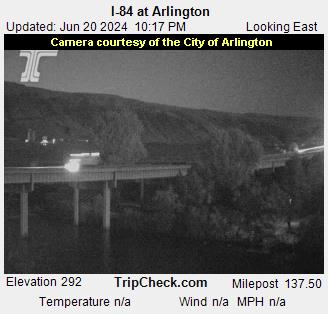 I-84 at Arlington
Updated: Jun 20 2024 10:17 PM Looking East
Camera courtesy of the City of Arlington
Elevation 292 TripCheck.com Milepost 137.50
Temperature n/a Wind n/a MPH n/a